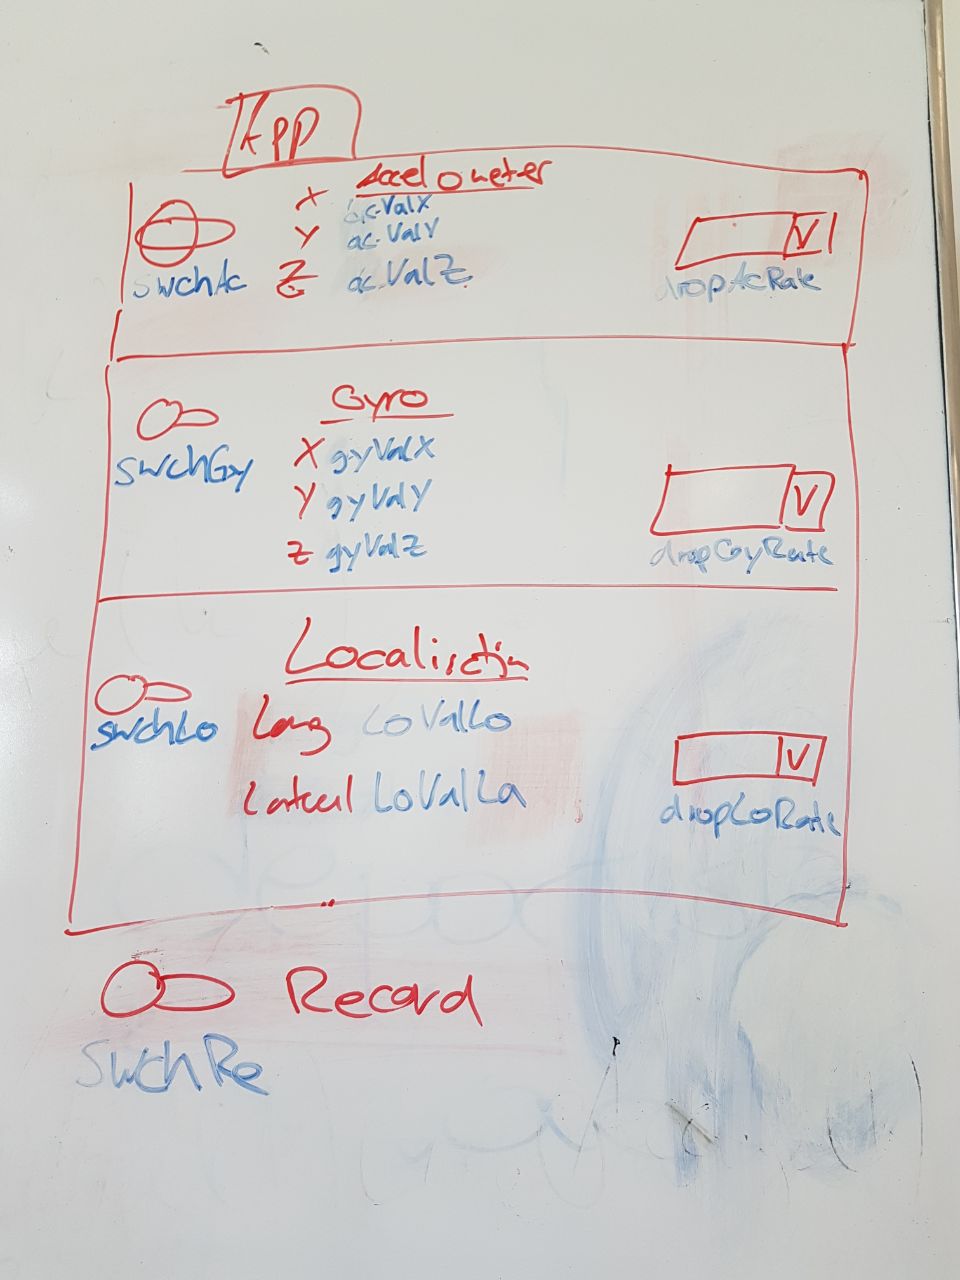 App
Accelometer
swchAc X acValX
Y acValY
Z acValZ
dropAcRate
Gyro
swchGy X gyValX
Y gyValY
Z gyValZ
dropGyRate
Localisation
swchLo Long LoValLo
LoValLa
dropLoRate
Record
SwchRe